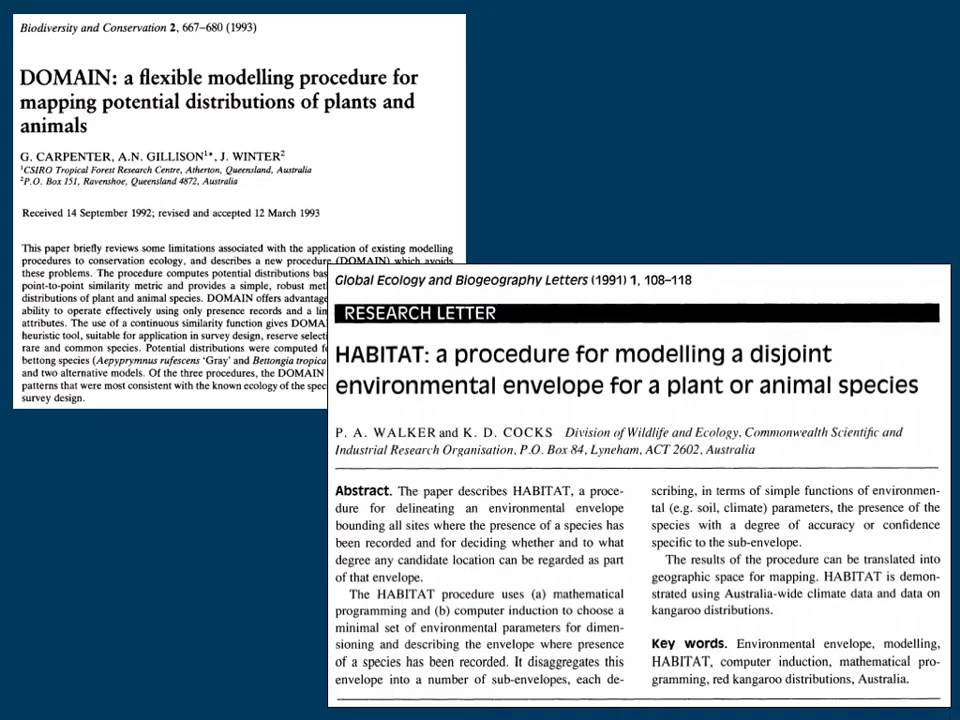 Biodiversity and Conservation 2, 667–680 (1993)
DOMAIN: a flexible modelling procedure for
mapping potential distributions of plants and
animals
G. CARPENTER, A.N. GILLISON¹*, J. WINTER²
¹CSIRO Tropical Forest Research Centre, Atherton, Queensland, Australia
²P.O. Box 151, Ravenshoe, Queensland 4872, Australia
Received 14 September 1992; revised and accepted 12 March 1993
This paper briefly reviews some limitations associated with the application of existing modelling
procedures to conservation ecology, and describes a new procedure (DOMAIN) which avoids
these problems. The procedure computes potential distributions bas
point-to-point similarity metric and provides a simple, robust met
distributions of plant and animal species. DOMAIN offers advantage
ability to operate effectively using only presence records and a lim
attributes. The use of a continuous similarity function gives DOMA
heuristic tool, suitable for application in survey design, reserve selecti
rare and common species. Potential distributions were computed f
bettong species (Aepyprymnus rufescens 'Gray' and Bettongia tropica
and two alternative models. Of the three procedures, the DOMAIN
patterns that were most consistent with the known ecology of the spec
survey design.
Global Ecology and Biogeography Letters (1991) 1, 108–118
RESEARCH LETTER
HABITAT: a procedure for modelling a disjoint
environmental envelope for a plant or animal species
P. A. WALKER and K. D. COCKS Division of Wildlife and Ecology, Commonwealth Scientific and
Industrial Research Organisation, P.O. Box 84, Lyneham, ACT 2602, Australia
Abstract. The paper describes HABITAT, a proce-
dure for delineating an environmental envelope
bounding all sites where the presence of a species has
been recorded and for deciding whether and to what
degree any candidate location can be regarded as part
of that envelope.
The HABITAT procedure uses (a) mathematical
programming and (b) computer induction to choose a
minimal set of environmental parameters for dimen-
sioning and describing the envelope where presence
of a species has been recorded. It disaggregates this
envelope into a number of sub-envelopes, each de-
scribing, in terms of simple functions of environmen-
tal (e.g. soil, climate) parameters, the presence of the
species with a degree of accuracy or confidence
specific to the sub-envelope.
The results of the procedure can be translated into
geographic space for mapping. HABITAT is demon-
strated using Australia-wide climate data and data on
kangaroo distributions.
Key words. Environmental envelope, modelling,
HABITAT, computer induction, mathematical pro-
gramming, red kangaroo distributions, Australia.